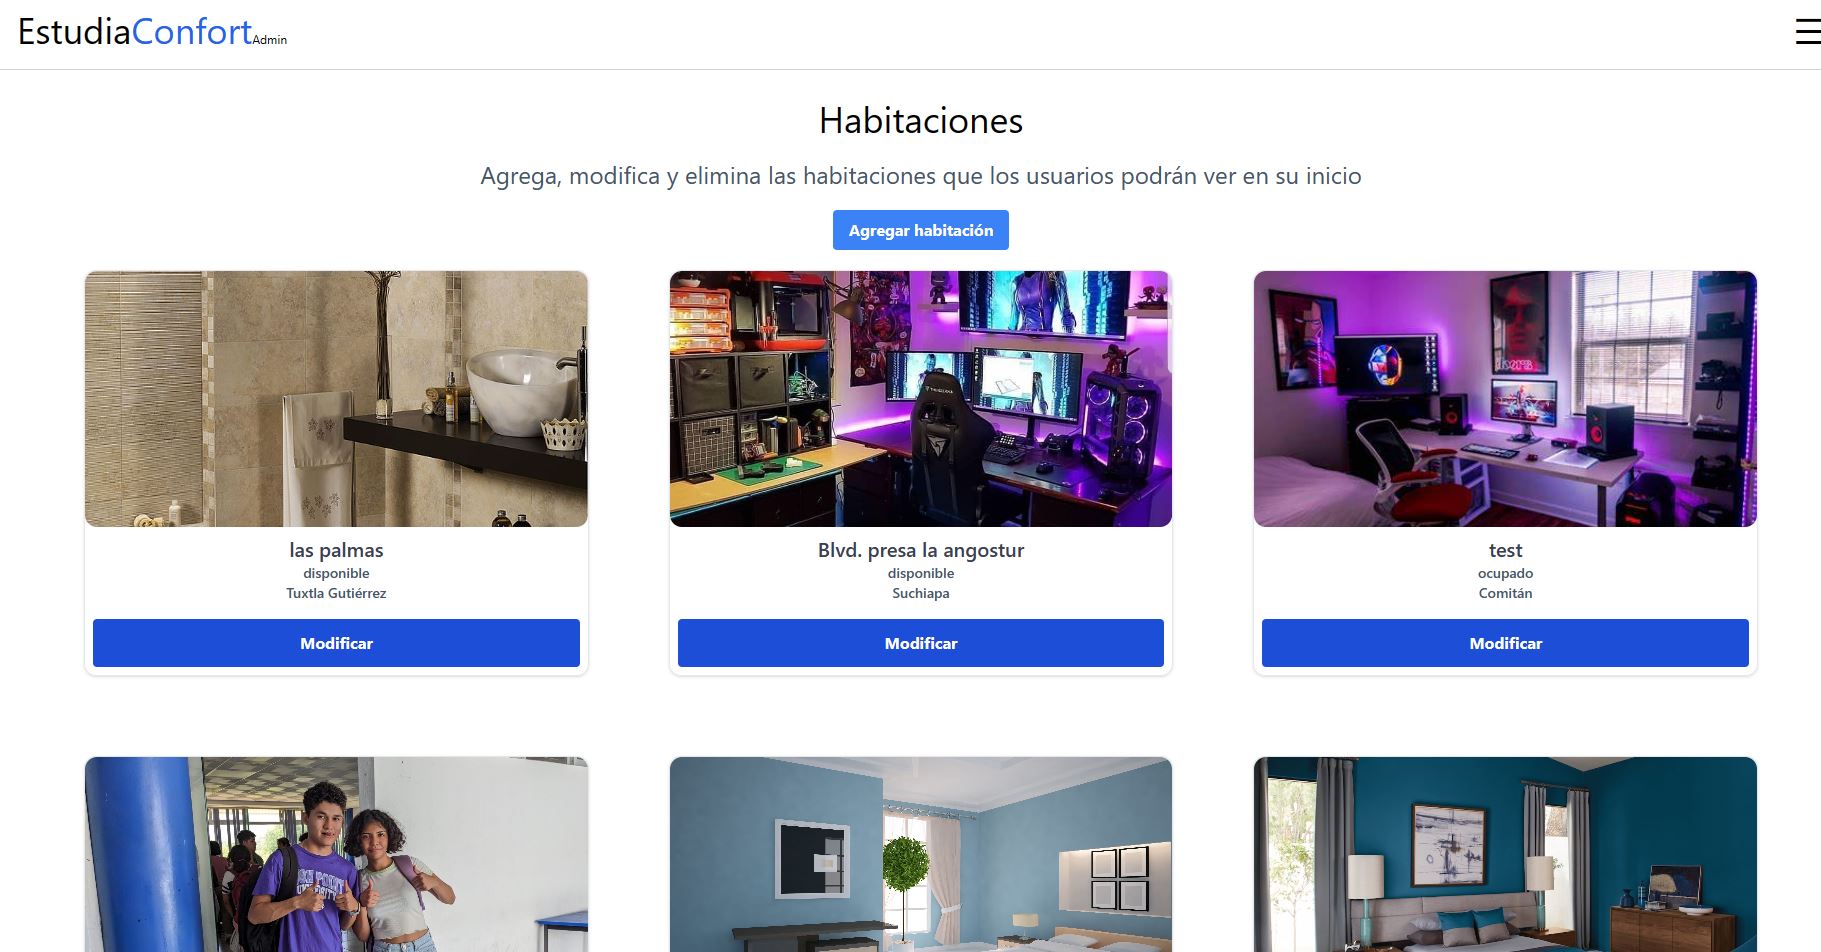 EstudiaConfortAdmin
Habitaciones
Agrega, modifica y elimina las habitaciones que los usuarios podrán ver en su inicio
Agregar habitación
las palmas
disponible
Tuxtla Gutiérrez
Modificar
Blvd. presa la angostur
disponible
Suchiapa
Modificar
test
ocupado
Comitán
Modificar